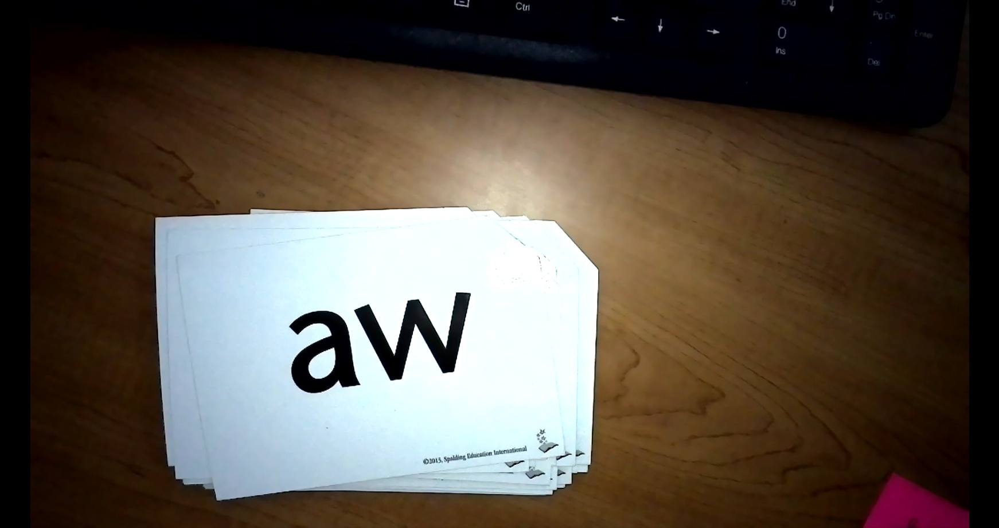 Ctrl
End
Pg Dn
0
Ins
Enter
Del
aw
©2013, Spalding Education International